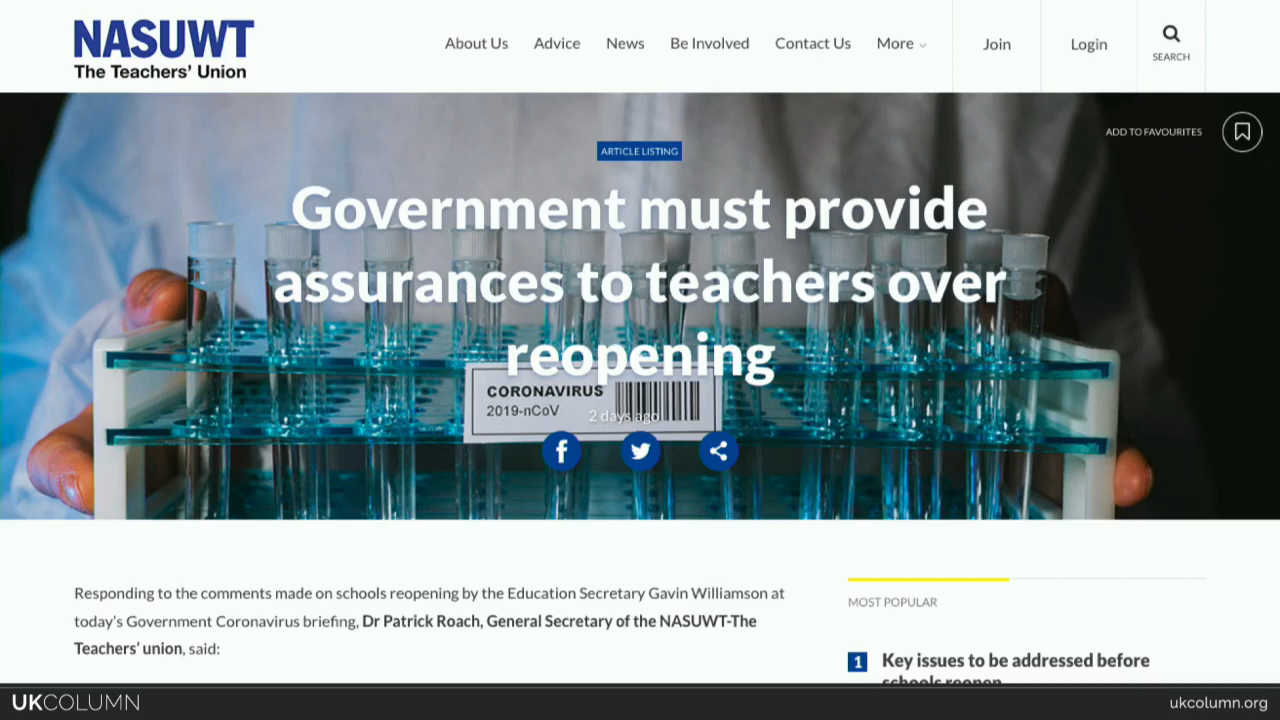 NASUWT
The Teachers' Union
About Us Advice News Be Involved Contact Us More Join Login SEARCH
ADD TO FAVOURITES
ARTICLE LISTING
Government must provide
assurances to teachers over
reopening
CORONAVIRUS
2019-nCoV
2 days ago
Responding to the comments made on schools reopening by the Education Secretary Gavin Williamson at
today's Government Coronavirus briefing, Dr Patrick Roach, General Secretary of the NASUWT-The
Teachers' union, said:
MOST POPULAR
1 Key issues to be addressed before
schools reopen
UKCOLUMN
ukcolumn.org